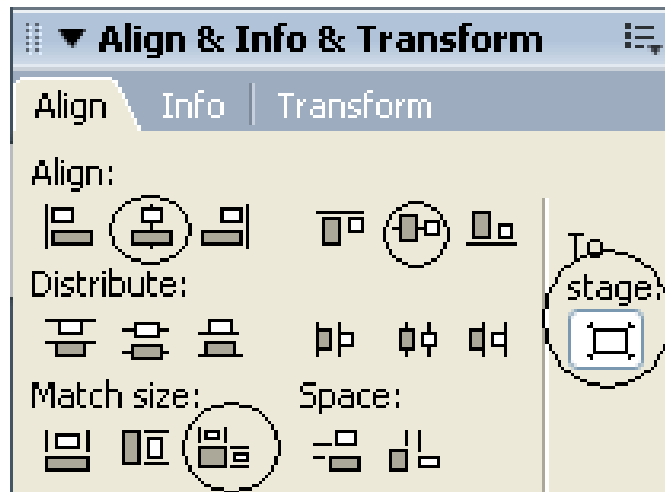 Align & Info & Transform
Align Info Transform
Align:
To
stage:
Distribute:
Match size: Space: